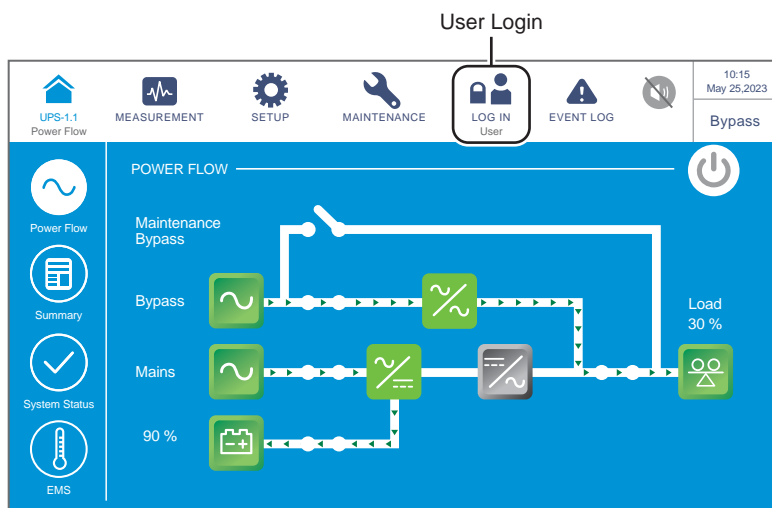 User Login
UPS-1.1
Power Flow
MEASUREMENT
SETUP
MAINTENANCE
LOG IN
User
EVENT LOG
10:15
May 25,2023
Bypass
POWER FLOW
Power Flow
Summary
System Status
EMS
Maintenance
Bypass
Bypass
Load
30 %
Mains
90 %